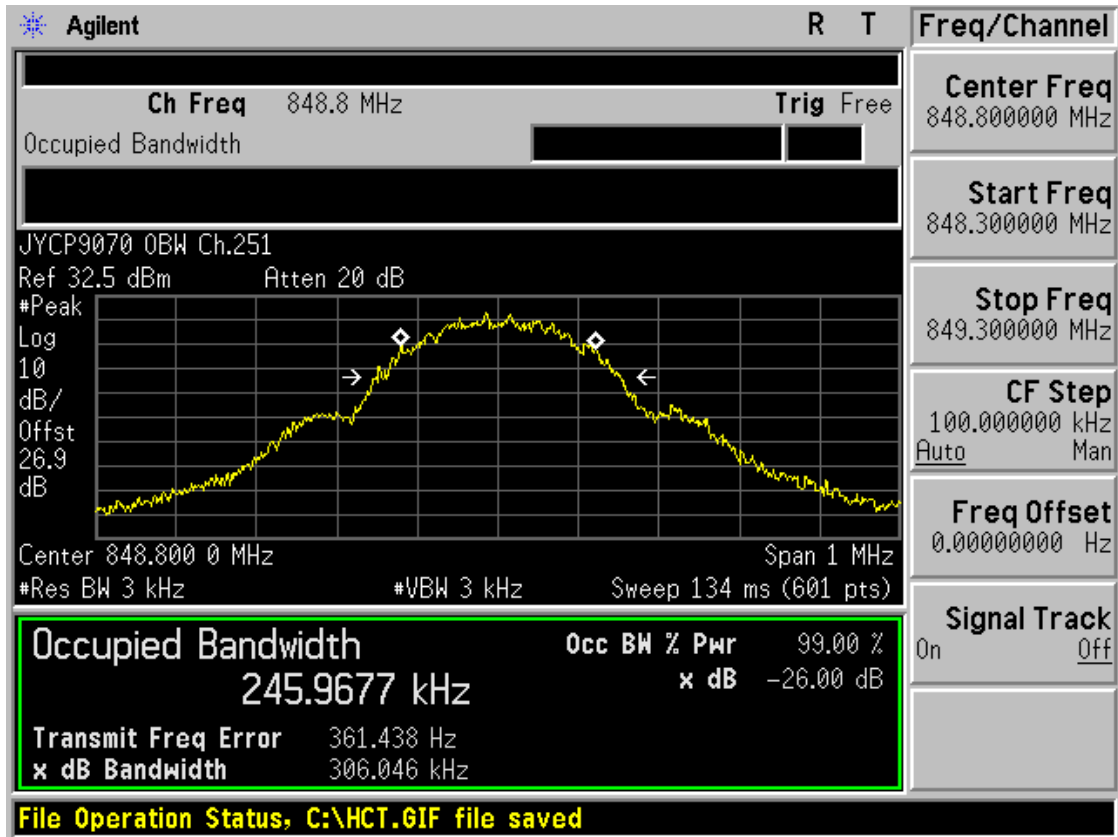 Agilent R T
Ch Freq 848.8 MHz Trig Free
Occupied Bandwidth
JYCP9070 OBW Ch.251
Ref 32.5 dBm Atten 20 dB
#Peak
Log
10
dB/
Offst
26.9
dB
Center 848.800 0 MHz Span 1 MHz
#Res BW 3 kHz #VBW 3 kHz Sweep 134 ms (601 pts)
Occupied Bandwidth
245.9677 kHz
Occ BW % Pwr 99.00 %
x dB -26.00 dB
Transmit Freq Error 361.438 Hz
x dB Bandwidth 306.046 kHz
File Operation Status, C:\HCT.GIF file saved
Freq/Channel
Center Freq
848.800000 MHz
Start Freq
848.300000 MHz
Stop Freq
849.300000 MHz
CF Step
100.000000 kHz
Auto Man
Freq Offset
0.00000000 Hz
Signal Track
On Off